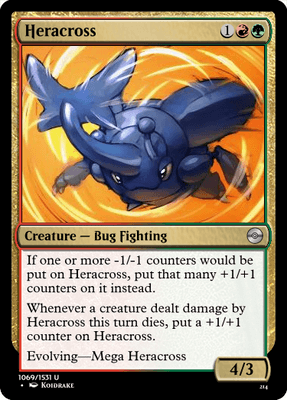 Heracross 1
Creature — Bug Fighting
If one or more -1/-1 counters would be
put on Heracross, put that many +1/+1
counters on it instead.
Whenever a creature dealt damage by
Heracross this turn dies, put a +1/+1
counter on Heracross.
Evolving—Mega Heracross
4/3
1069/1531 U
214
• KOIDRAKE